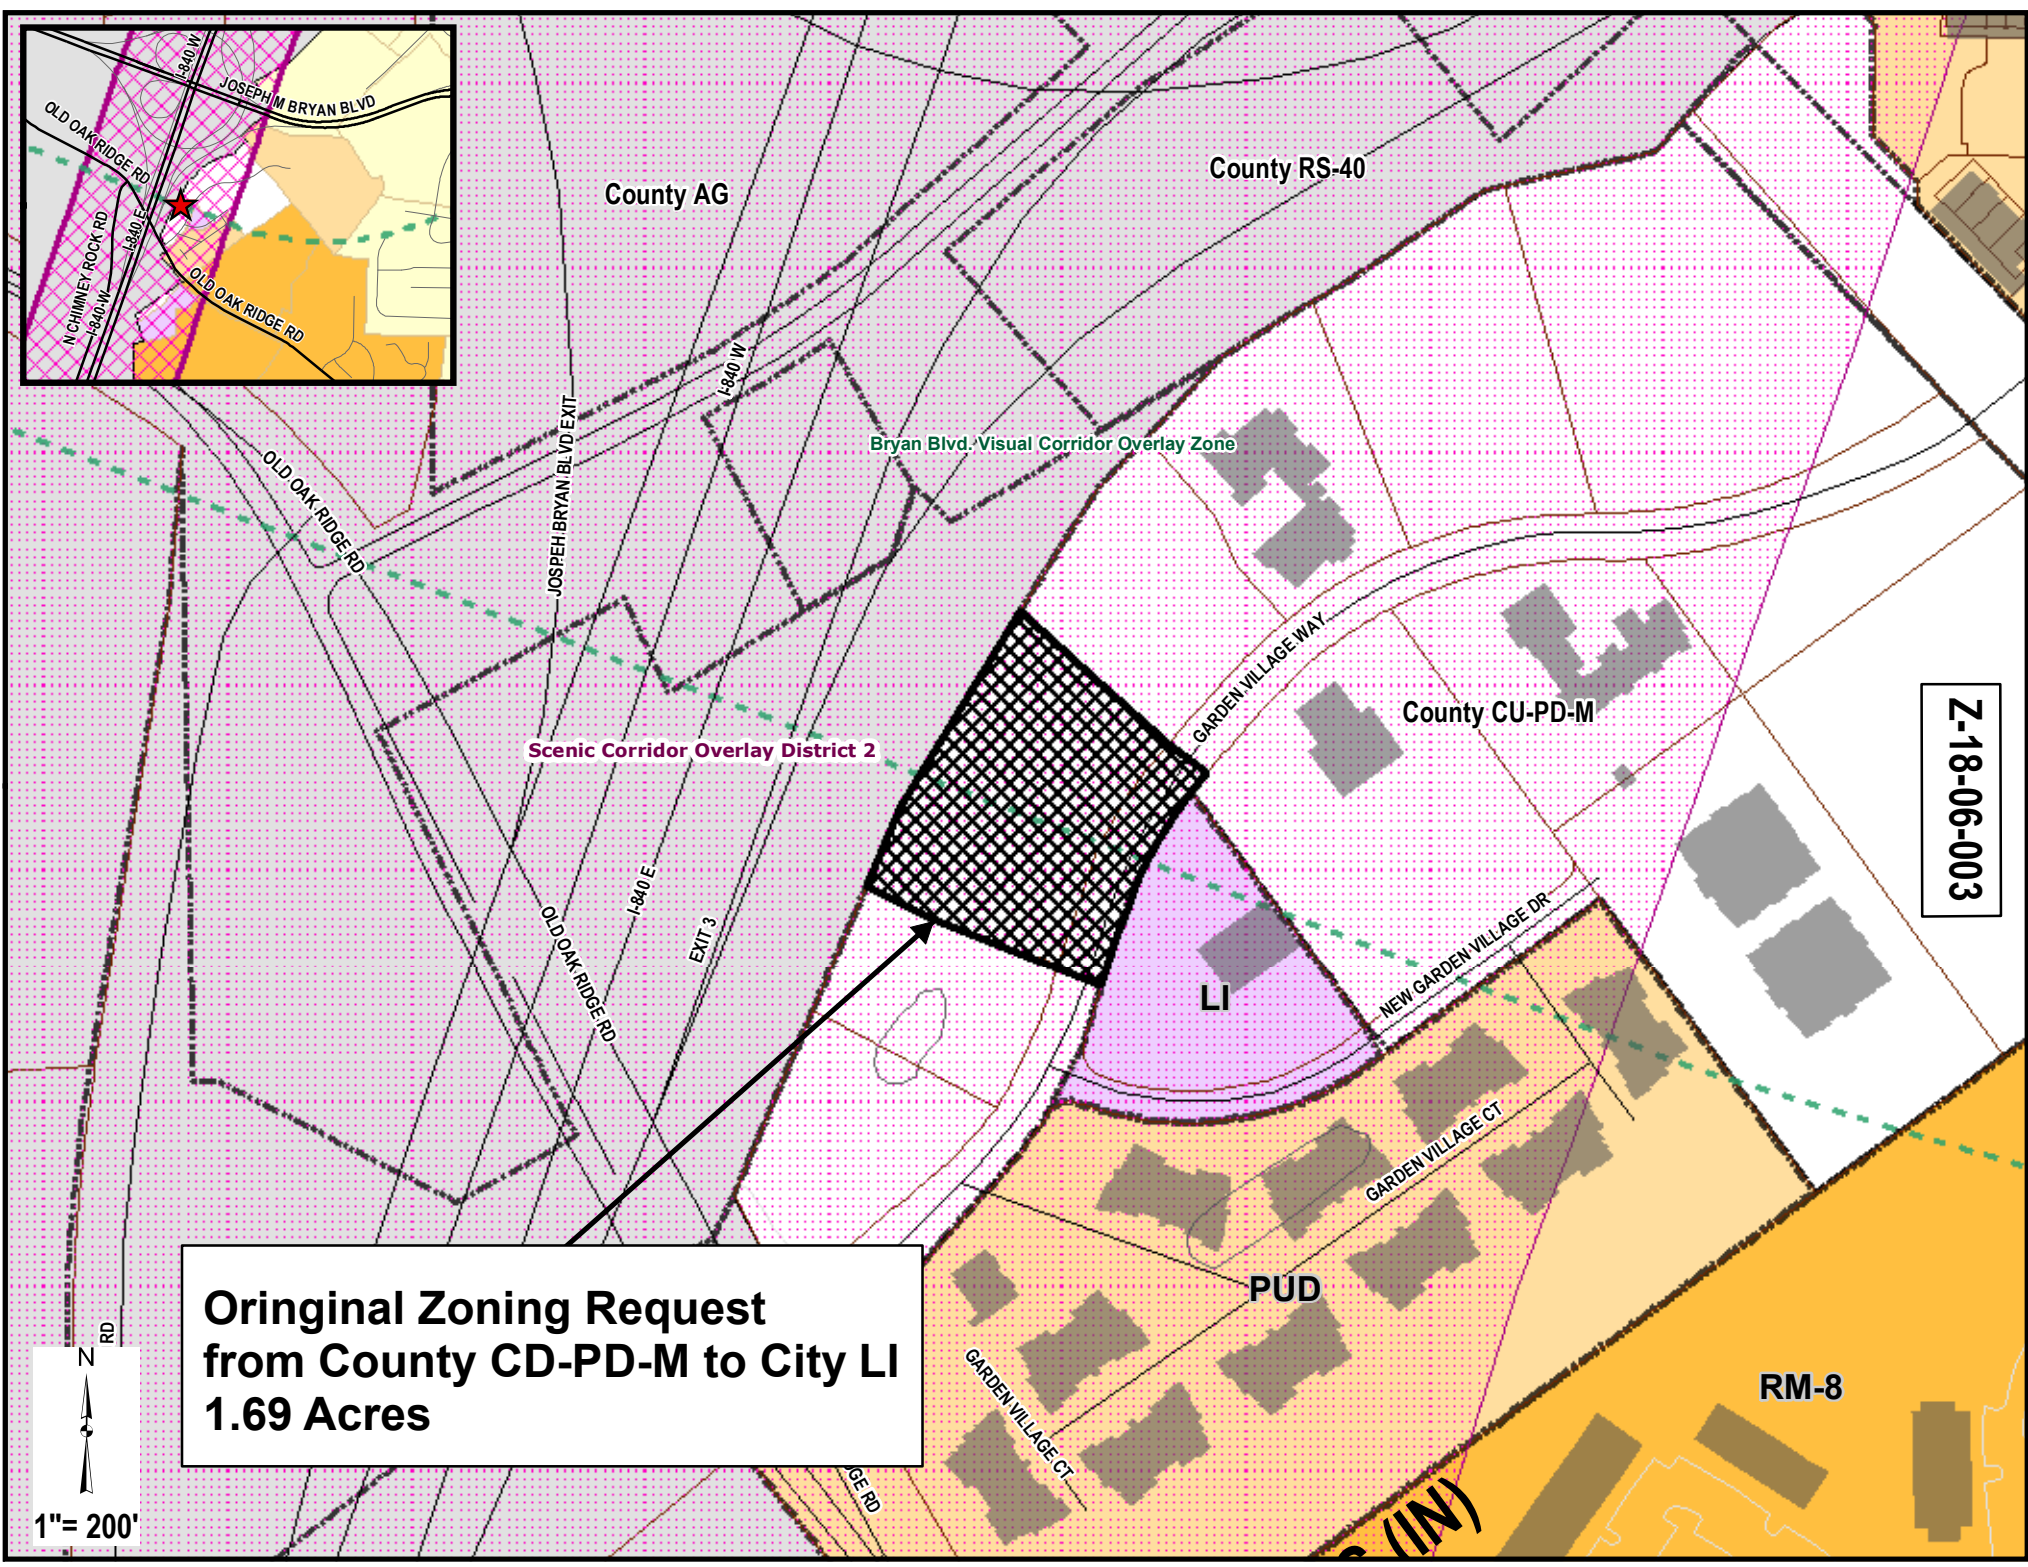 I-840 W
JOSEPH M BRYAN BLVD
OLD OAK RIDGE RD
N CHIMNEY ROCK RD
I-840 E
I-840 W
OLD OAK RIDGE RD
County AG
County RS-40
I-840 W
JOSPEH BRYAN BLVD EXIT
Bryan Blvd. Visual Corridor Overlay Zone
OLD OAK RIDGE RD
GARDEN VILLAGE WAY
County CU-PD-M
Z-18-06-003
Scenic Corridor Overlay District 2
I-840 E
EXIT 3
OLD OAK RIDGE RD
LI
NEW GARDEN VILLAGE DR
GARDEN VILLAGE CT
PUD
Oringinal Zoning Request
from County CD-PD-M to City LI
1.69 Acres
RD
N
1"= 200'
GARDEN VILLAGE CT
RM-8
GE RD
(IN)